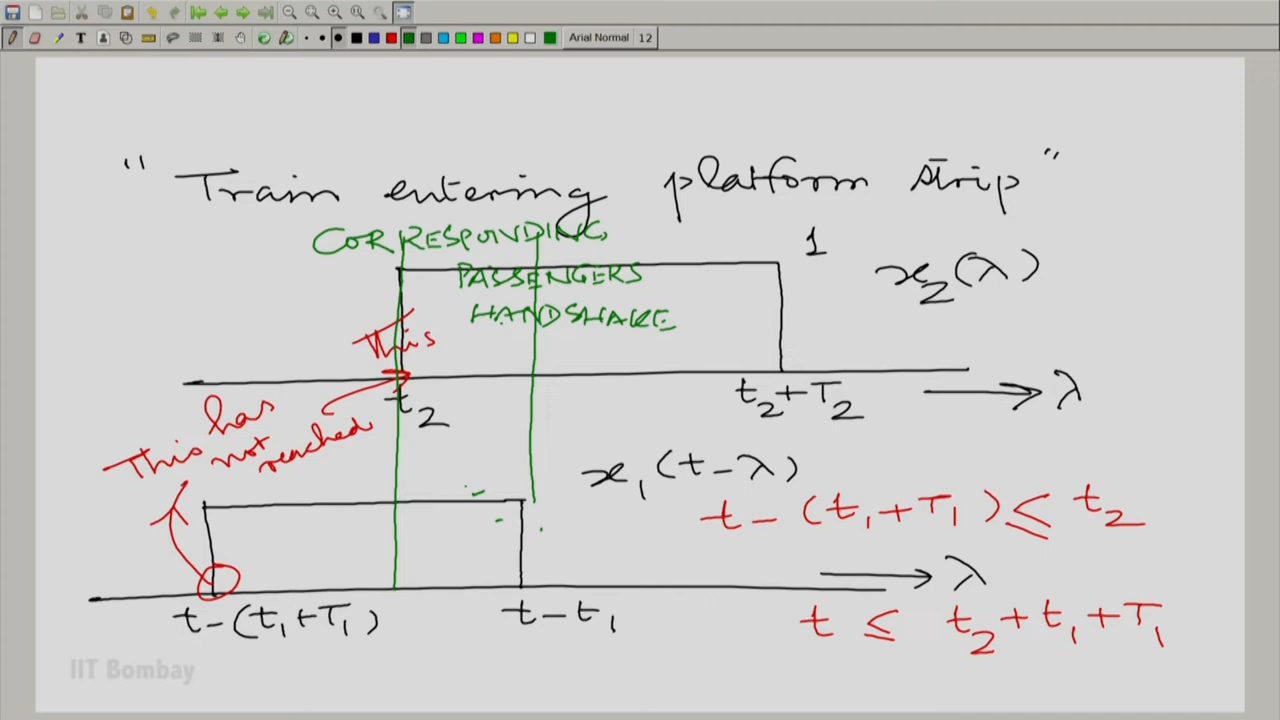 Arial Normal 12
"Train entering platform strip"
CORRESPONDING
PASSENGERS
HANDSHAKE
1
x₂(λ)
This
t₂
t₂+T₂
λ
This has
not reached
x₁(t-λ)
t-(t₁+T₁) ≤ t₂
λ
t-(t₁+T₁)
t-t₁
t ≤ t₂+t₁+T₁
IIT Bombay